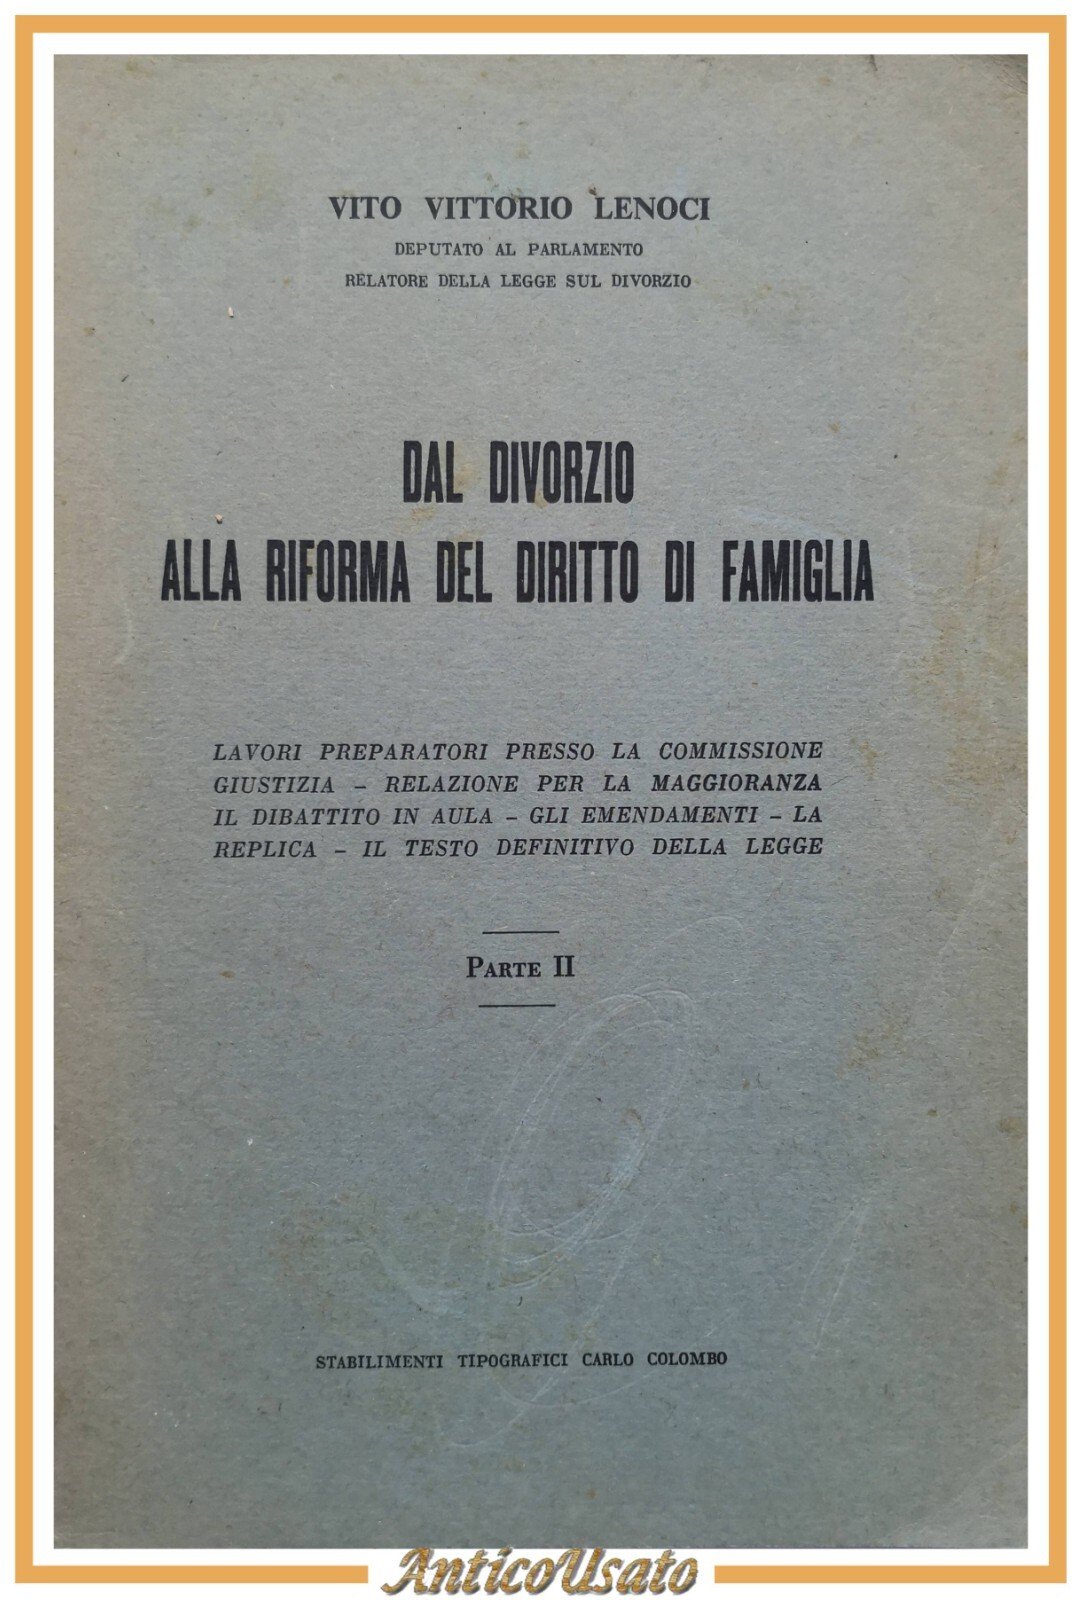 VITO VITTORIO LENOCI
DEPUTATO AL PARLAMENTO
RELATORE DELLA LEGGE SUL DIVORZIO
DAL DIVORZIO
ALLA RIFORMA DEL DIRITTO DI FAMIGLIA
LAVORI PREPARATORI PRESSO LA COMMISSIONE
GIUSTIZIA – RELAZIONE PER LA MAGGIORANZA
IL DIBATTITO IN AULA – GLI EMENDAMENTI – LA
REPLICA – IL TESTO DEFINITIVO DELLA LEGGE
PARTE II
STABILIMENTI TIPOGRAFICI CARLO COLOMBO
AnticoUsato